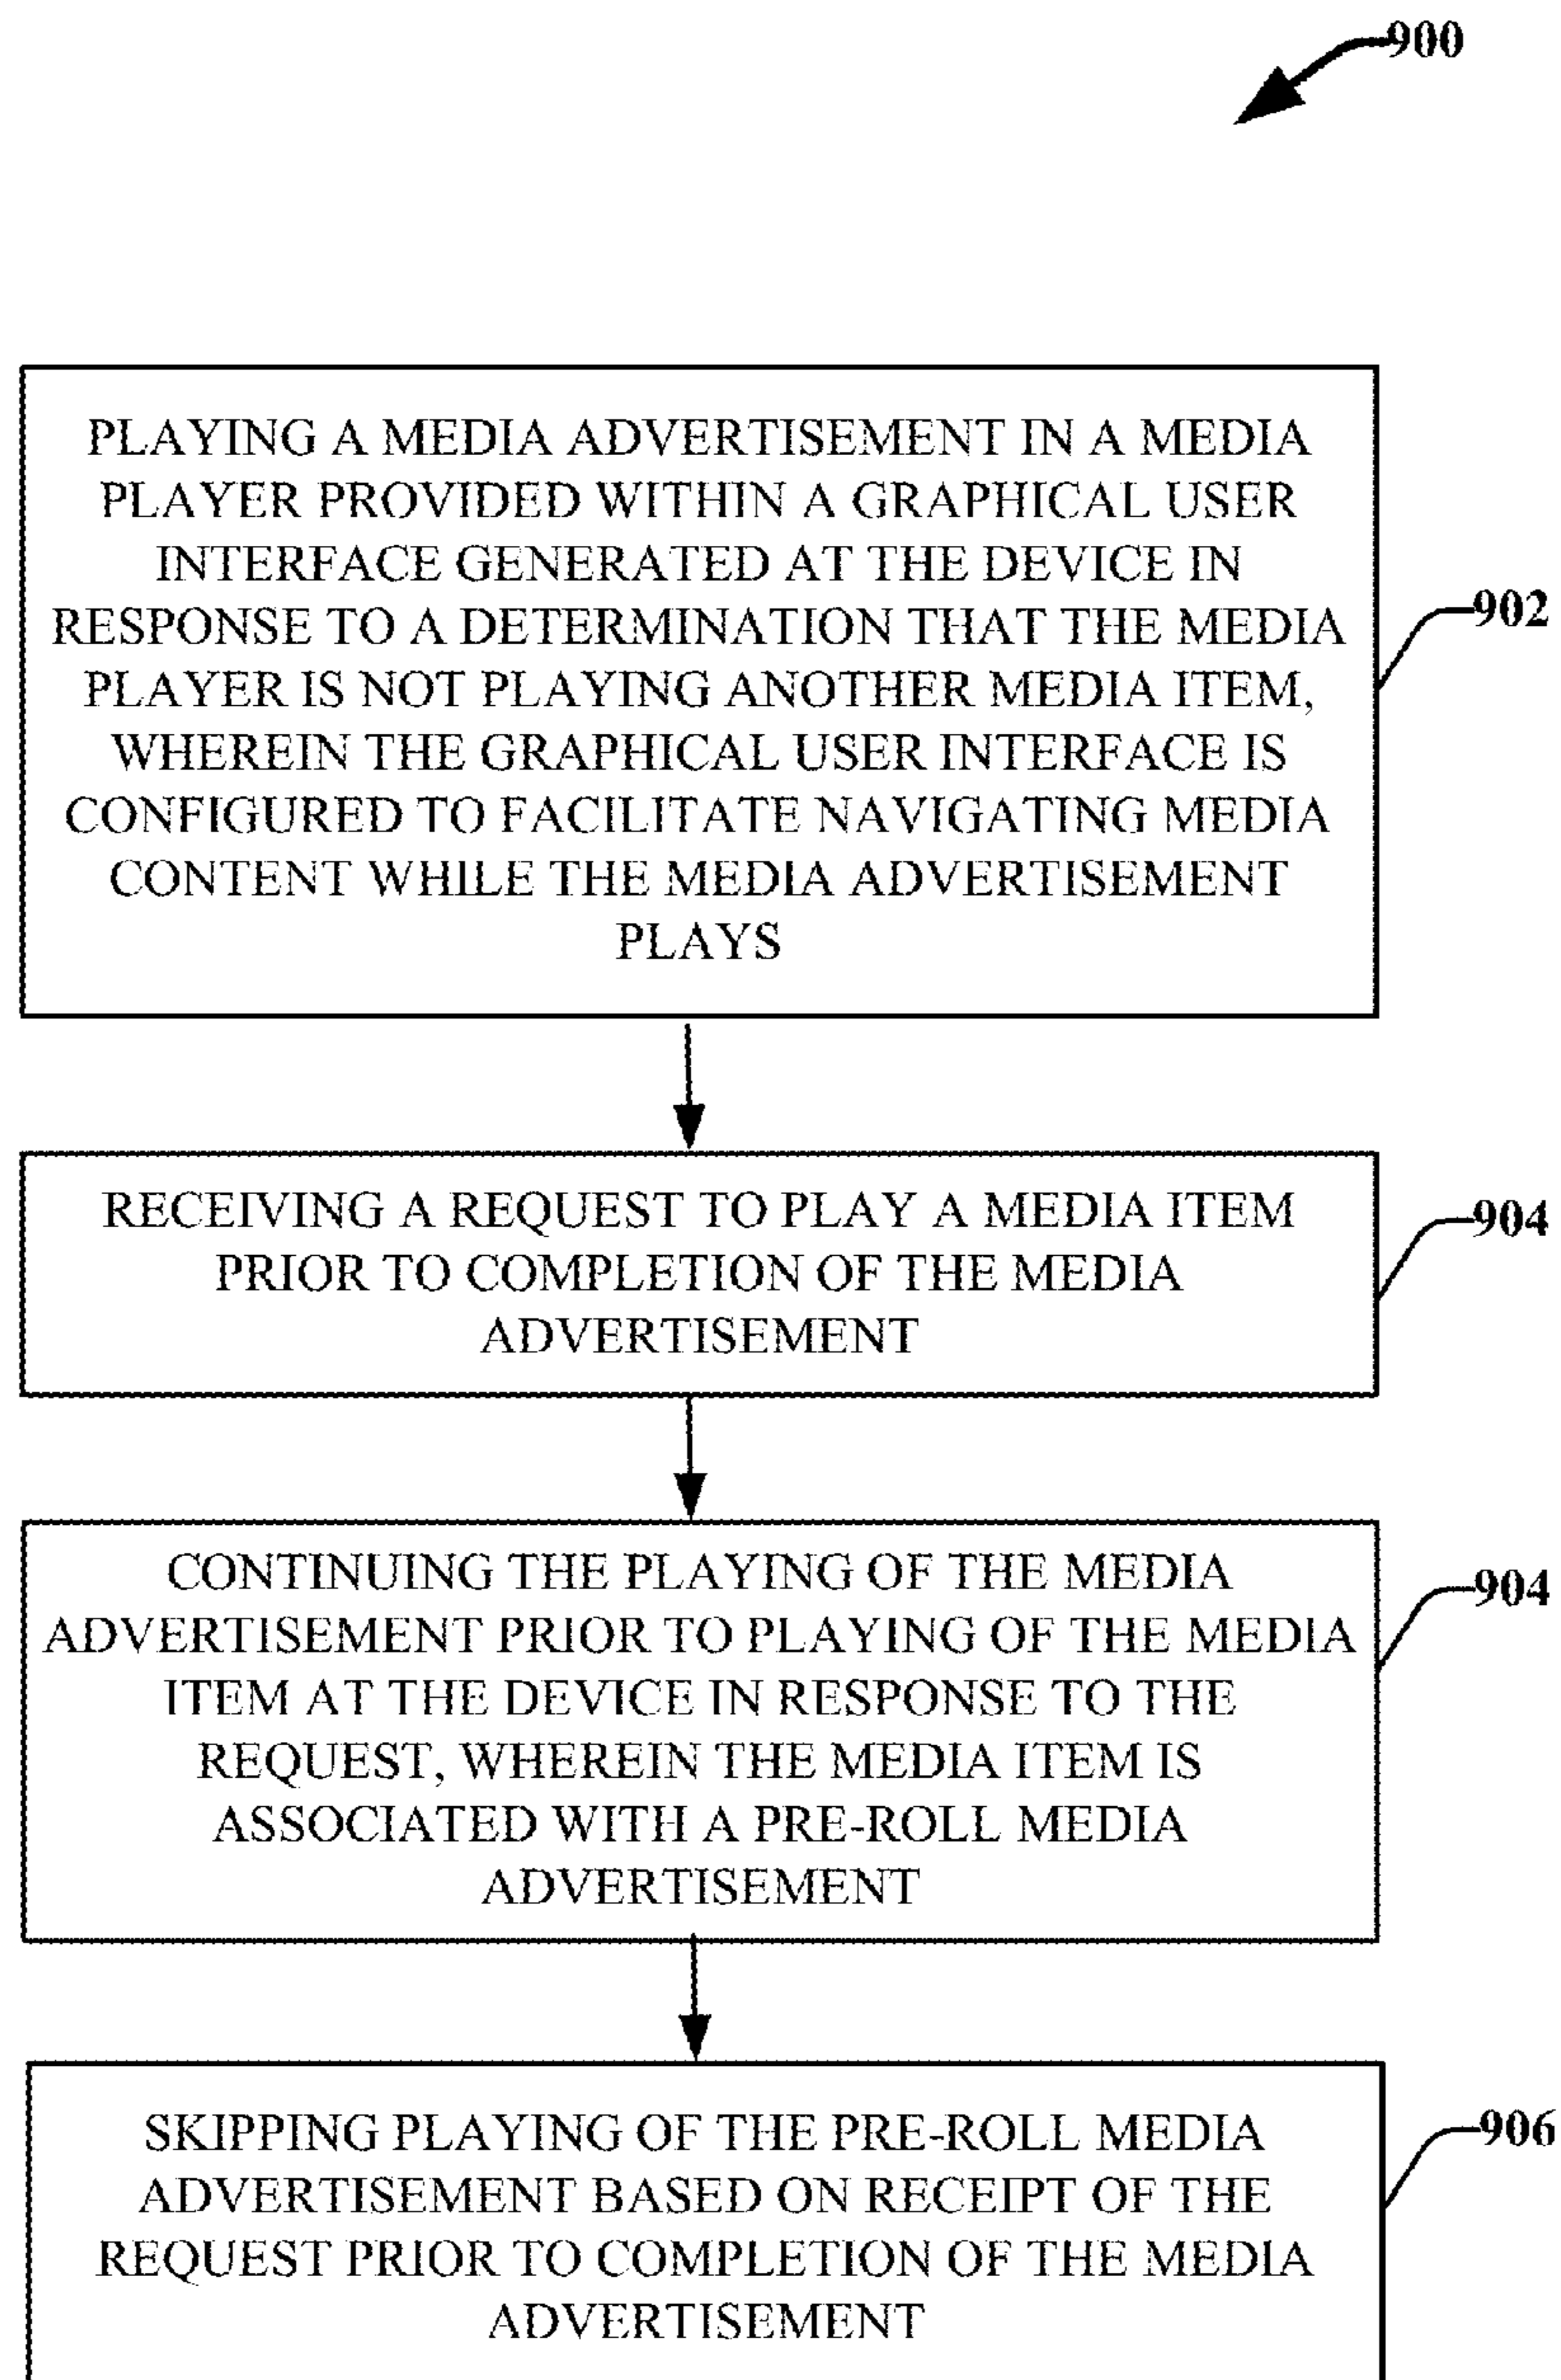 900
PLAYING A MEDIA ADVERTISEMENT IN A MEDIA
PLAYER PROVIDED WITHIN A GRAPHICAL USER
INTERFACE GENERATED AT THE DEVICE IN
RESPONSE TO A DETERMINATION THAT THE MEDIA
PLAYER IS NOT PLAYING ANOTHER MEDIA ITEM,
WHEREIN THE GRAPHICAL USER INTERFACE IS
CONFIGURED TO FACILITATE NAVIGATING MEDIA
CONTENT WHILE THE MEDIA ADVERTISEMENT
PLAYS
902
RECEIVING A REQUEST TO PLAY A MEDIA ITEM
PRIOR TO COMPLETION OF THE MEDIA
ADVERTISEMENT
904
CONTINUING THE PLAYING OF THE MEDIA
ADVERTISEMENT PRIOR TO PLAYING OF THE MEDIA
ITEM AT THE DEVICE IN RESPONSE TO THE
REQUEST, WHEREIN THE MEDIA ITEM IS
ASSOCIATED WITH A PRE-ROLL MEDIA
ADVERTISEMENT
904
SKIPPING PLAYING OF THE PRE-ROLL MEDIA
ADVERTISEMENT BASED ON RECEIPT OF THE
REQUEST PRIOR TO COMPLETION OF THE MEDIA
ADVERTISEMENT
906